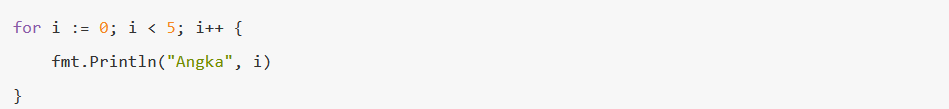 for i := 0; i < 5; i++ {
    fmt.Println("Angka", i)
}